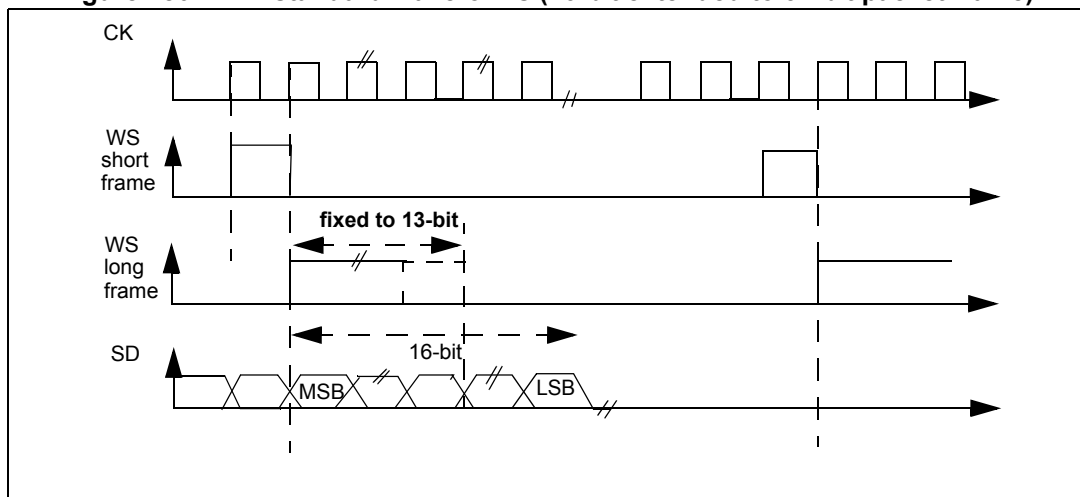 CK
WS
short
frame
fixed to 13-bit
WS
long
frame
16-bit
SD
MSB
LSB